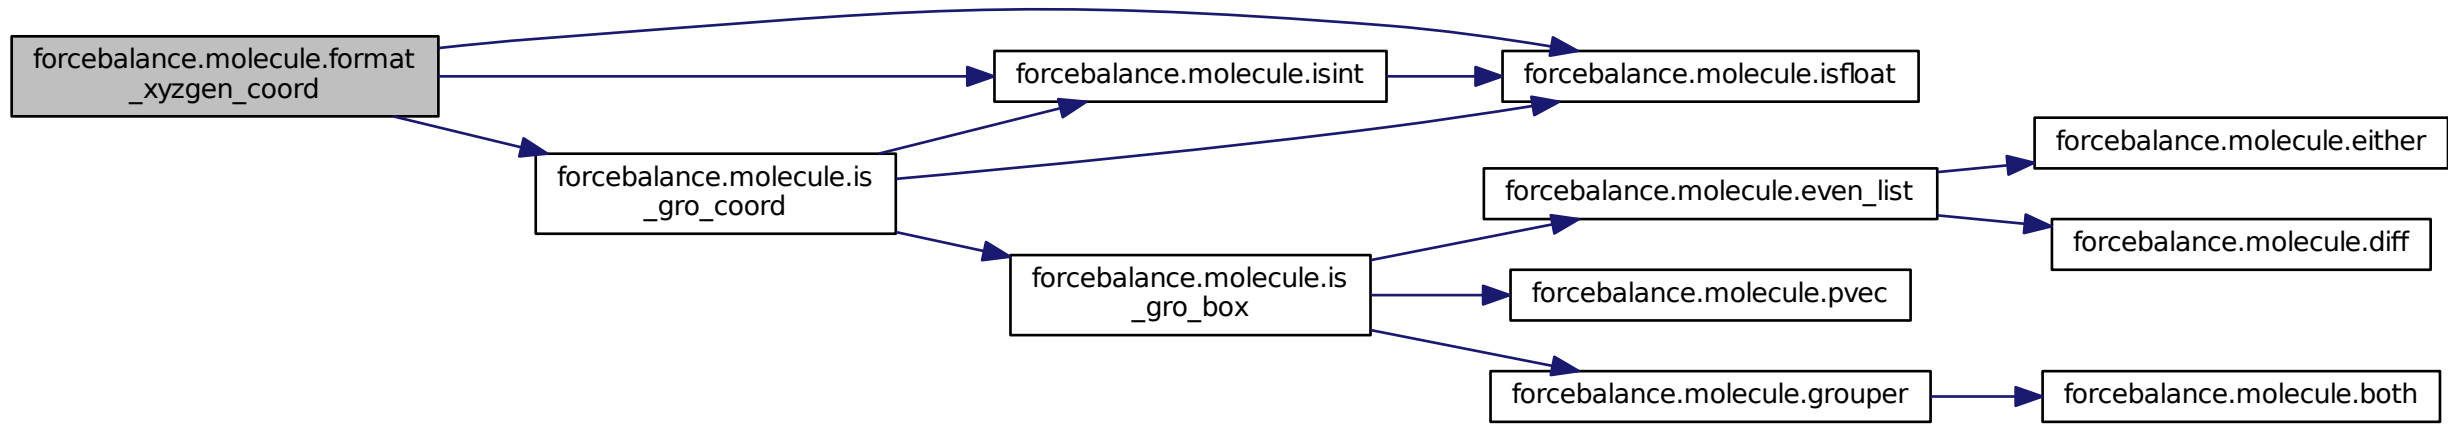 forcebalance.molecule.format
_xyzgen_coord
forcebalance.molecule.isint
forcebalance.molecule.isfloat
forcebalance.molecule.is
_gro_coord
forcebalance.molecule.is
_gro_box
forcebalance.molecule.even_list
forcebalance.molecule.either
forcebalance.molecule.diff
forcebalance.molecule.pvec
forcebalance.molecule.grouper
forcebalance.molecule.both